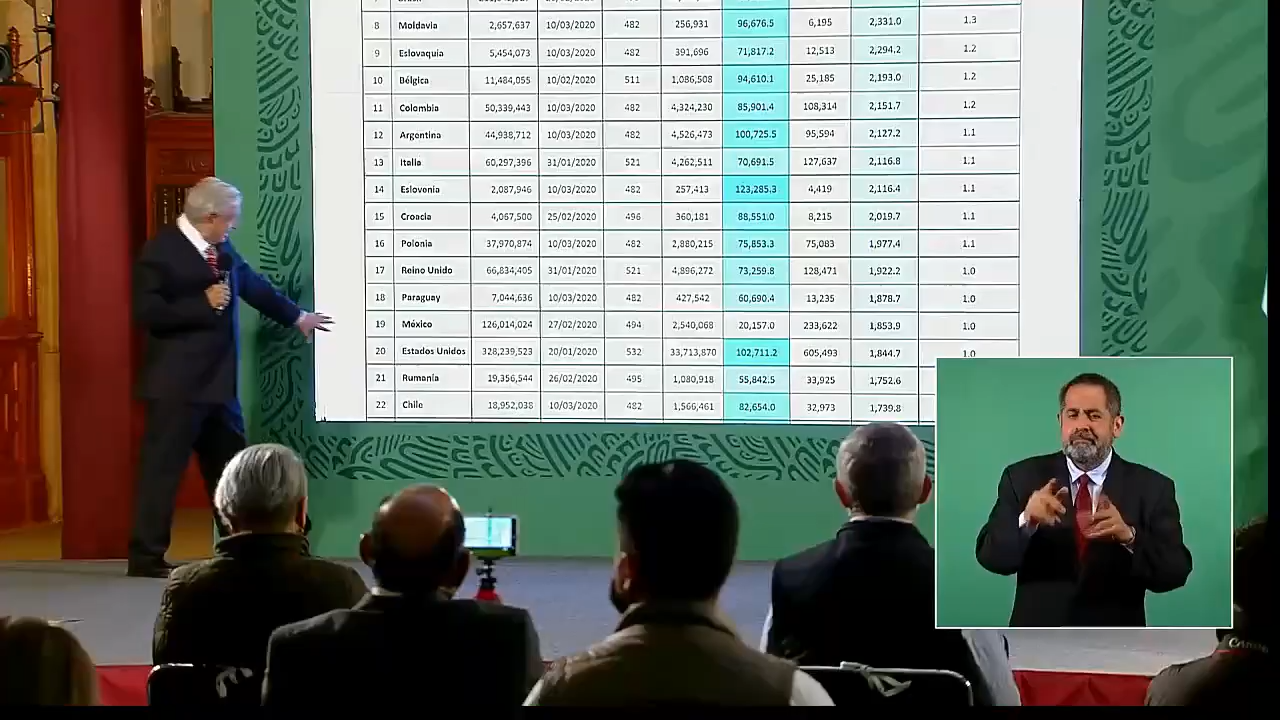 8 Moldavia 2,657,637 10/03/2020 482 256,931 96,676.5 6,195 2,331.0 1.3
9 Eslovaquia 5,454,073 10/03/2020 482 391,696 71,817.2 12,513 2,294.2 1.2
10 Bélgica 11,484,055 10/02/2020 511 1,086,508 94,610.1 25,185 2,193.0 1.2
11 Colombia 50,339,443 10/03/2020 482 4,324,230 85,901.4 108,314 2,151.7 1.2
12 Argentina 44,938,712 10/03/2020 482 4,526,473 100,725.5 95,594 2,127.2 1.1
13 Italia 60,297,396 31/01/2020 521 4,262,511 70,691.5 127,637 2,116.8 1.1
14 Eslovenia 2,087,946 10/03/2020 482 257,413 123,285.3 4,419 2,116.4 1.1
15 Croacia 4,067,500 25/02/2020 496 360,181 88,551.0 8,215 2,019.7 1.1
16 Polonia 37,970,874 10/03/2020 482 2,880,215 75,853.3 75,083 1,977.4 1.1
17 Reino Unido 66,834,405 31/01/2020 521 4,896,272 73,259.8 128,471 1,922.2 1.0
18 Paraguay 7,044,636 10/03/2020 482 427,542 60,690.4 13,235 1,878.7 1.0
19 México 126,014,024 27/02/2020 494 2,540,068 20,157.0 233,622 1,853.9 1.0
20 Estados Unidos 328,239,523 20/01/2020 532 33,713,870 102,711.2 605,493 1,844.7 1.0
21 Rumanía 19,356,544 26/02/2020 495 1,080,918 55,842.5 33,925 1,752.6
22 Chile 18,952,038 10/03/2020 482 1,566,461 82,654.0 32,973 1,739.8